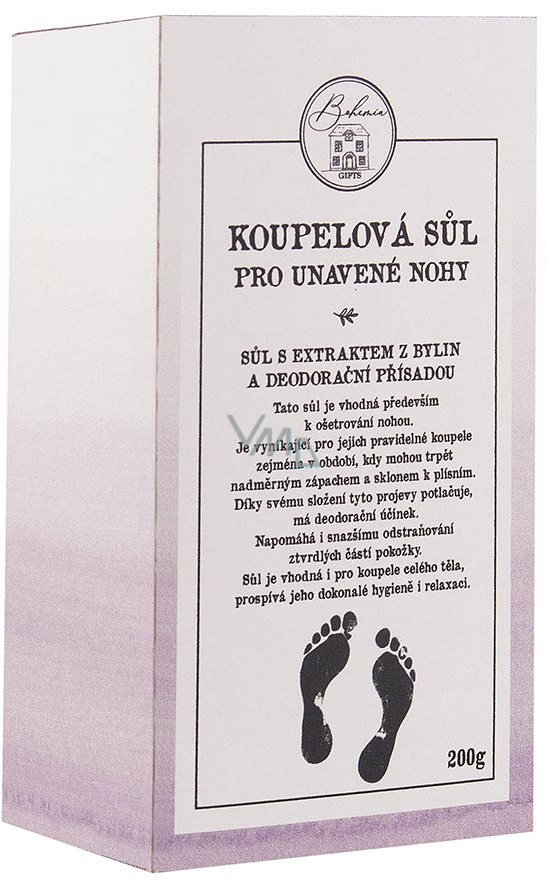 Bohemia
GIFTS
KOUPELOVÁ SŮL
PRO UNAVENÉ NOHY
SŮL S EXTRAKTEM Z BYLIN
A DEODORAČNÍ PŘÍSADOU
Tato sůl je vhodná především
k ošetrování nohou.
Je vynikající pro jejich pravidelné koupele
zejména v období, kdy mohou trpět
nadměrným zápachem a sklonem k plísním.
Díky svému složení tyto projevy potlačuje,
má deodorační účinek.
Napomáhá i snazšímu odstraňování
ztvrdlých částí pokožky.
Sůl je vhodná i pro koupele celého těla,
prospívá jeho dokonalé hygieně i relaxaci.
200g